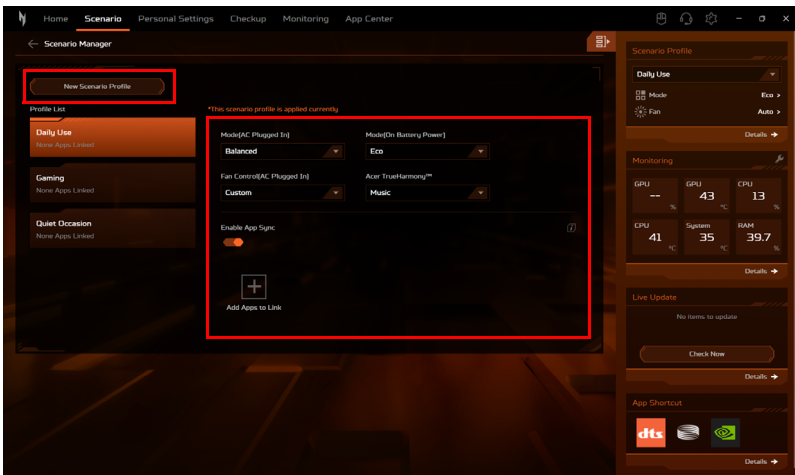 Home Scenario Personal Settings Checkup Monitoring App Center
Scenario Manager
New Scenario Profile
Profile List
Daily Use
None Apps Linked
Gaming
None Apps Linked
Quiet Occasion
None Apps Linked
*This scenario profile is applied currently
Mode(AC Plugged In) Mode(On Battery Power)
Balanced Eco
Fan Control(AC Plugged In) Acer TrueHarmony™
Custom Music
Enable App Sync
Add Apps to Link
Scenario Profile
Daily Use
Mode Eco >
Fan Auto >
Details →
Monitoring
GPU GPU CPU
-- 43 13
% °C %
CPU System RAM
41 35 39.7
°C °C %
Details →
Live Update
No items to update
Check Now
Details →
App Shortcut
dts
Details →